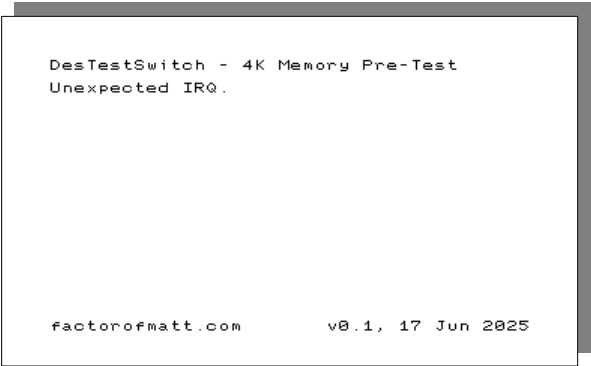 DesTestSwitch - 4K Memory Pre-Test
Unexpected IRQ.
factorofmatt.com v0.1, 17 Jun 2025